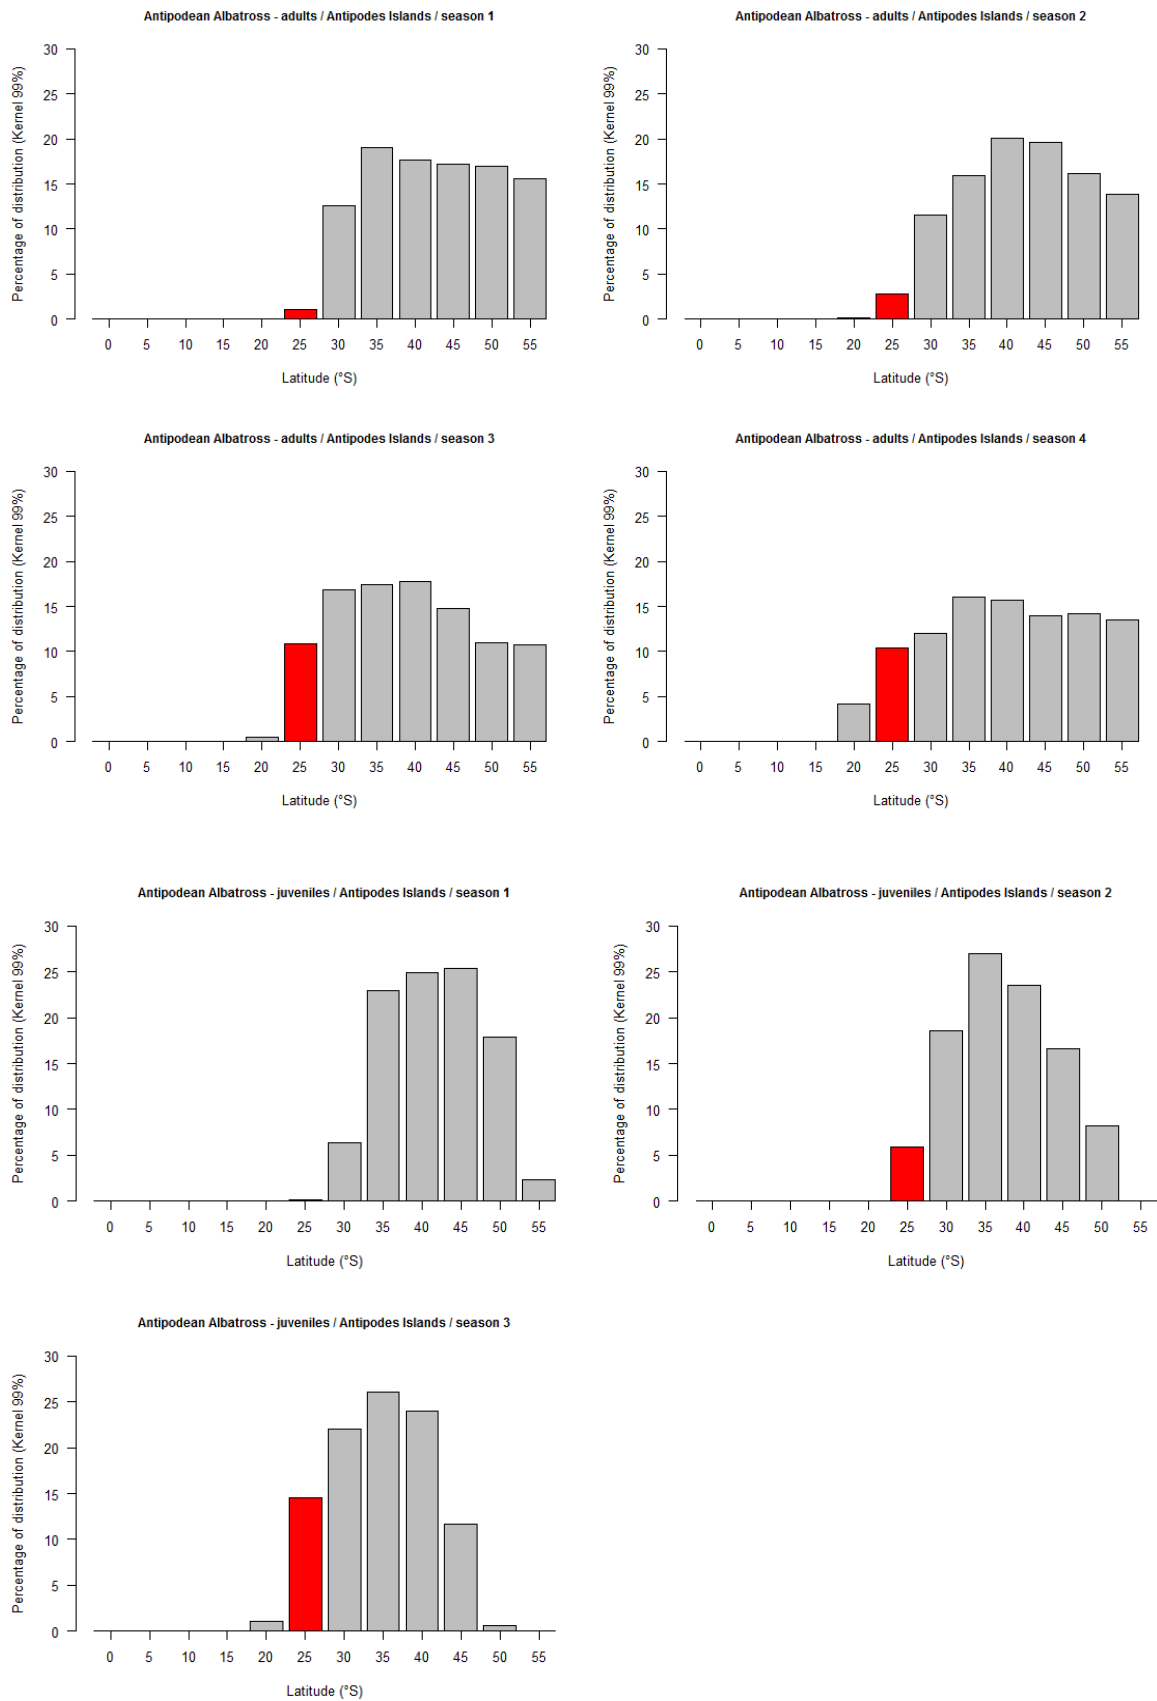 Antipodean Albatross - adults / Antipodes Islands / season 1
Percentage of distribution (Kernel 99%)
30
25
20
15
10
5
0
0 5 10 15 20 25 30 35 40 45 50 55
Latitude (°S)
Antipodean Albatross - adults / Antipodes Islands / season 2
Percentage of distribution (Kernel 99%)
30
25
20
15
10
5
0
0 5 10 15 20 25 30 35 40 45 50 55
Latitude (°S)
Antipodean Albatross - adults / Antipodes Islands / season 3
Percentage of distribution (Kernel 99%)
30
25
20
15
10
5
0
0 5 10 15 20 25 30 35 40 45 50 55
Latitude (°S)
Antipodean Albatross - adults / Antipodes Islands / season 4
Percentage of distribution (Kernel 99%)
30
25
20
15
10
5
0
0 5 10 15 20 25 30 35 40 45 50 55
Latitude (°S)
Antipodean Albatross - juveniles / Antipodes Islands / season 1
Percentage of distribution (Kernel 99%)
30
25
20
15
10
5
0
0 5 10 15 20 25 30 35 40 45 50 55
Latitude (°S)
Antipodean Albatross - juveniles / Antipodes Islands / season 2
Percentage of distribution (Kernel 99%)
30
25
20
15
10
5
0
0 5 10 15 20 25 30 35 40 45 50 55
Latitude (°S)
Antipodean Albatross - juveniles / Antipodes Islands / season 3
Percentage of distribution (Kernel 99%)
30
25
20
15
10
5
0
0 5 10 15 20 25 30 35 40 45 50 55
Latitude (°S)